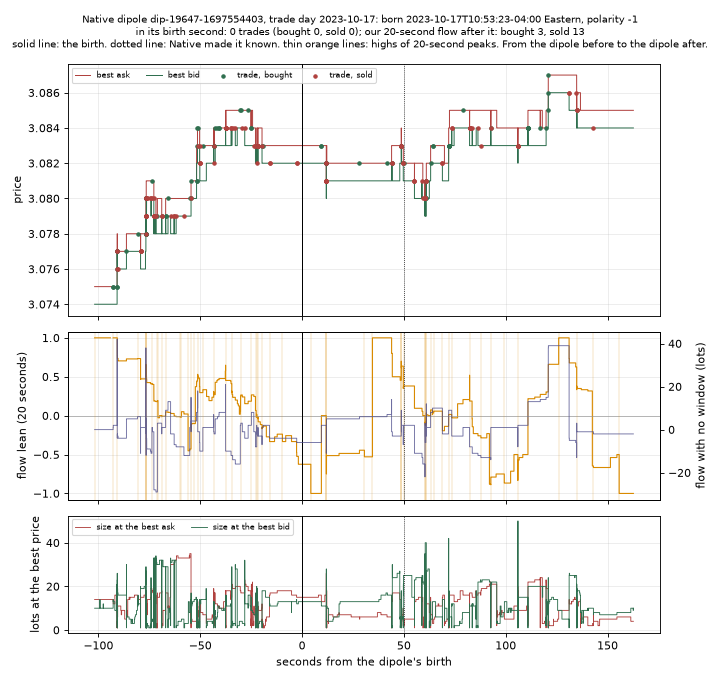 Native dipole dip-19647-1697554403, trade day 2023-10-17: born 2023-10-17T10:53:23-04:00 Eastern, polarity -1
in its birth second: 0 trades (bought 0, sold 0); our 20-second flow after it: bought 3, sold 13
solid line: the birth. dotted line: Native made it known. thin orange lines: highs of 20-second peaks. From the dipole before to the dipole after.
best ask
best bid
trade, bought
trade, sold
3.086
3.084
3.082
3.080
3.078
3.076
3.074
price
1.0
0.5
0.0
−0.5
−1.0
flow lean (20 seconds)
40
20
0
−20
flow with no window (lots)
size at the best ask
size at the best bid
40
20
0
lots at the best price
−100
−50
0
50
100
150
seconds from the dipole's birth